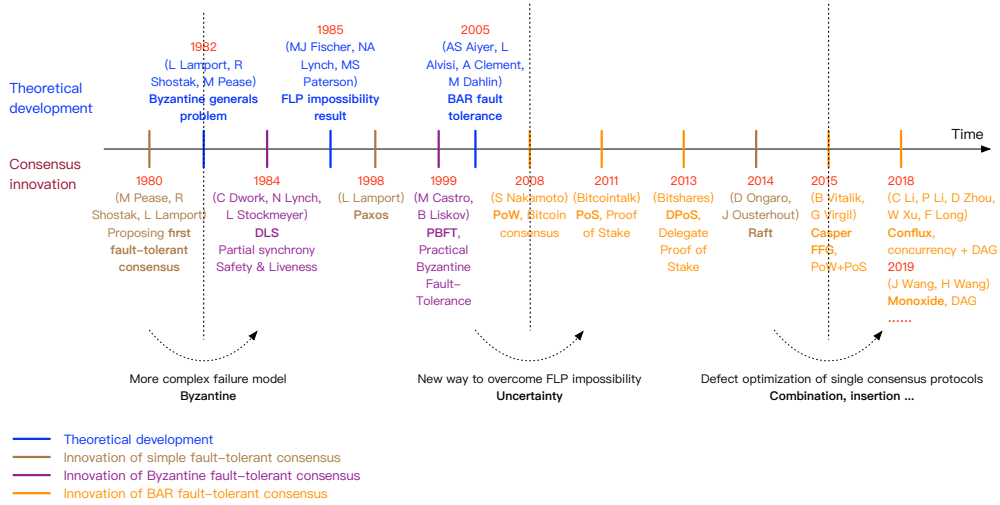 1982
(L Lamport, R
Shostak, M Pease)
Byzantine generals
problem
1985
(MJ Fischer, NA
Lynch, MS
Paterson)
FLP impossibility
result
2005
(AS Aiyer, L
Alvisi, A Clement,
M Dahlin)
BAR fault
tolerance
Theoretical
development
Time
Consensus
innovation
1980
(M Pease, R
Shostak, L Lamport)
Proposing first
fault-tolerant
consensus
1984
(C Dwork, N Lynch,
L Stockmeyer)
DLS
Partial synchrony
Safety & Liveness
1998
(L Lamport)
Paxos
1999
(M Castro,
B Liskov)
PBFT,
Practical
Byzantine
Fault-
Tolerance
2008
(S Nakamoto)
PoW, Bitcoin
consensus
2011
(Bitcointalk)
PoS, Proof
of Stake
2013
(Bitshares)
DPoS,
Delegate
Proof of
Stake
2014
(D Ongaro,
J Ousterhout)
Raft
2015
(B Vitalik,
G Virgil)
Casper
FFG,
PoW+PoS
2018
(C Li, P Li, D Zhou,
W Xu, F Long)
Conflux,
concurrency + DAG
2019
(J Wang, H Wang)
Monoxide, DAG
......
More complex failure model
Byzantine
New way to overcome FLP impossibility
Uncertainty
Defect optimization of single consensus protocols
Combination, insertion ...
Theoretical development
Innovation of simple fault-tolerant consensus
Innovation of Byzantine fault-tolerant consensus
Innovation of BAR fault-tolerant consensus